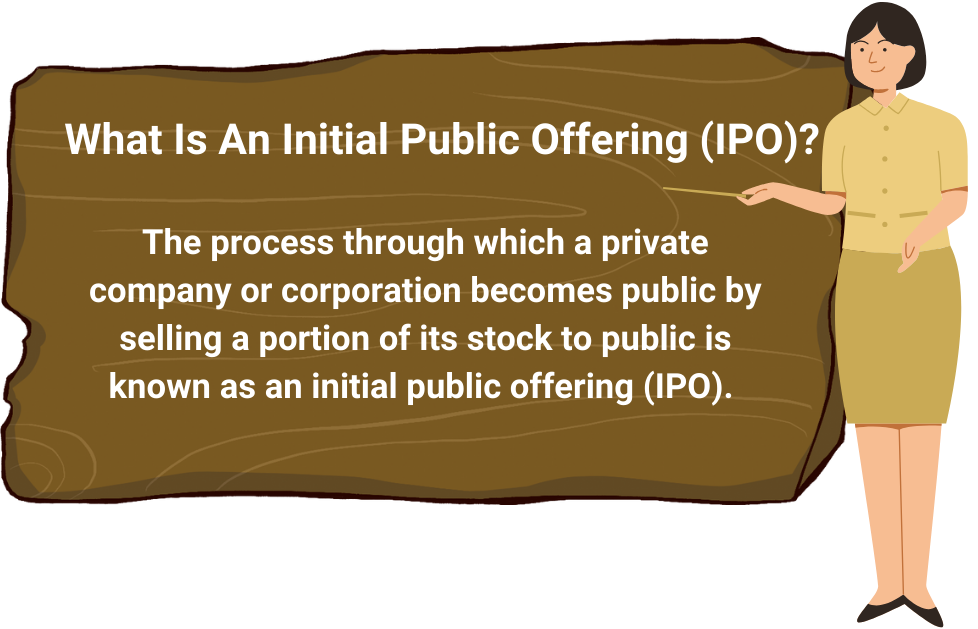 What Is An Initial Public Offering (IPO)?
The process through which a private
company or corporation becomes public by
selling a portion of its stock to public is
known as an initial public offering (IPO).